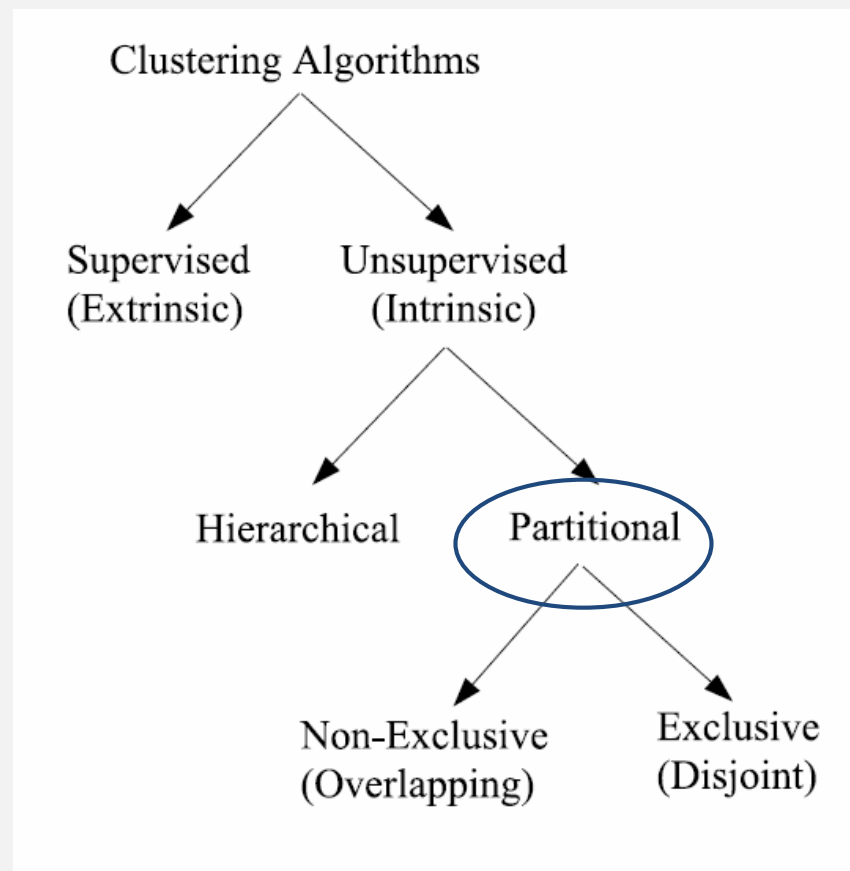 Clustering Algorithms
Supervised
(Extrinsic)
Unsupervised
(Intrinsic)
Hierarchical
Partitional
Non-Exclusive
(Overlapping)
Exclusive
(Disjoint)